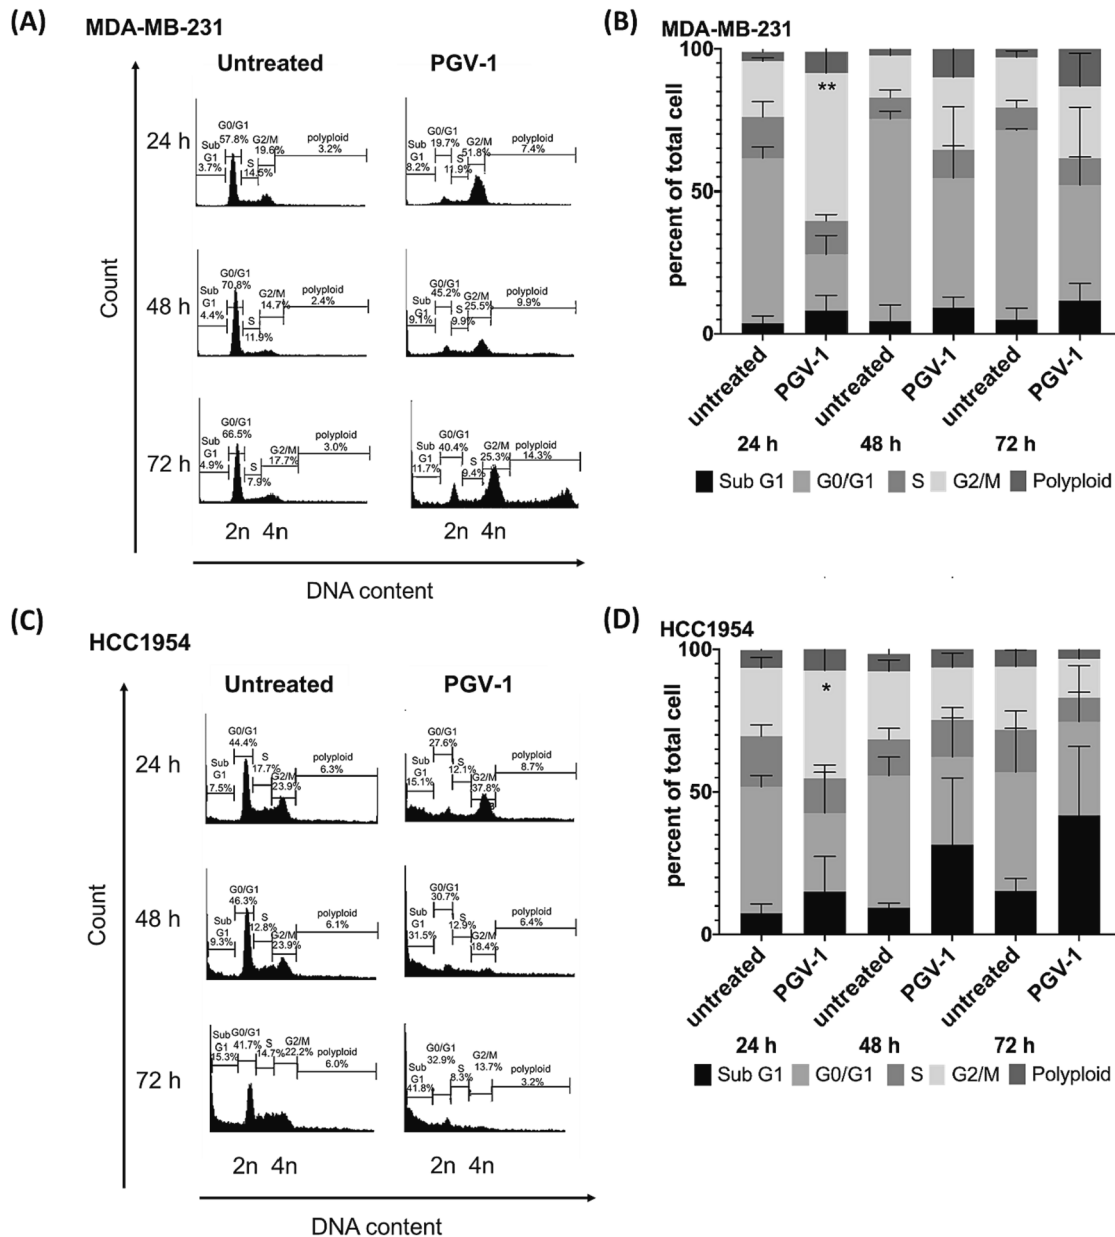 (A)
MDA-MB-231
Untreated
PGV-1
Count
24 h
Sub
G1
3.7%
G0/G1
57.8%
S
14.5%
G2/M
19.6%
polyploid
3.2%
Sub
G1
8.2%
G0/G1
19.7%
S
11.9%
G2/M
51.8%
polyploid
7.4%
48 h
Sub
G1
4.4%
G0/G1
70.8%
S
11.9%
G2/M
14.7%
polyploid
2.4%
Sub
G1
9.1%
G0/G1
45.2%
S
9.9%
G2/M
25.5%
polyploid
9.9%
72 h
Sub
G1
4.9%
G0/G1
66.5%
S
7.9%
G2/M
17.7%
polyploid
3.0%
Sub
G1
11.7%
G0/G1
40.4%
S
9.4%
G2/M
25.3%
polyploid
14.3%
2n 4n
2n 4n
DNA content
(B)
MDA-MB-231
percent of total cell
100
50
0
**
untreated
PGV-1
untreated
PGV-1
untreated
PGV-1
24 h 48 h 72 h
Sub G1 G0/G1 S G2/M Polyploid
(C)
HCC1954
Untreated
PGV-1
Count
24 h
Sub
G1
7.5%
G0/G1
44.4%
S
17.7%
G2/M
23.9%
polyploid
6.3%
Sub
G1
15.1%
G0/G1
27.6%
S
12.1%
G2/M
37.8%
polyploid
8.7%
48 h
Sub
G1
9.3%
G0/G1
46.3%
S
12.8%
G2/M
23.9%
polyploid
6.1%
Sub
G1
31.5%
G0/G1
30.7%
S
12.9%
G2/M
18.4%
polyploid
6.4%
72 h
Sub
G1
15.3%
G0/G1
41.7%
S
14.7%
G2/M
22.2%
polyploid
6.0%
Sub
G1
41.8%
G0/G1
32.9%
S
8.3%
G2/M
13.7%
polyploid
3.2%
2n 4n
2n 4n
DNA content
(D)
HCC1954
percent of total cell
100
50
0
*
untreated
PGV-1
untreated
PGV-1
untreated
PGV-1
24 h 48 h 72 h
Sub G1 G0/G1 S G2/M Polyploid